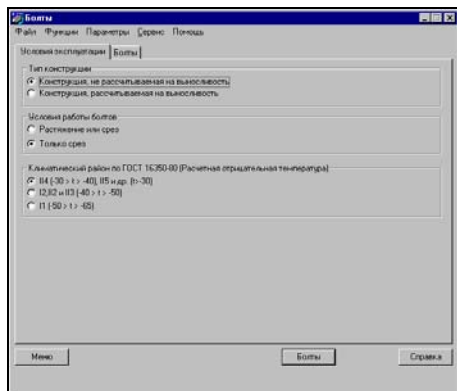 Болты
Файл Функции Параметры Сервис Помощь
Условия эксплуатации Болты
Тип конструкции
Конструкция, не рассчитываемая на выносливость
Конструкция, рассчитываемая на выносливость
Условия работы болтов
Растяжение или срез
Только срез
Климатический район по ГОСТ 16350-80 (Расчетная отрицательная температура)
II4 (-30 > t > -40), II5 и др. (t>-30)
I2,II2 и II3 (-40 > t > -50)
I1 (-50 > t > -65)
Меню Болты Справка